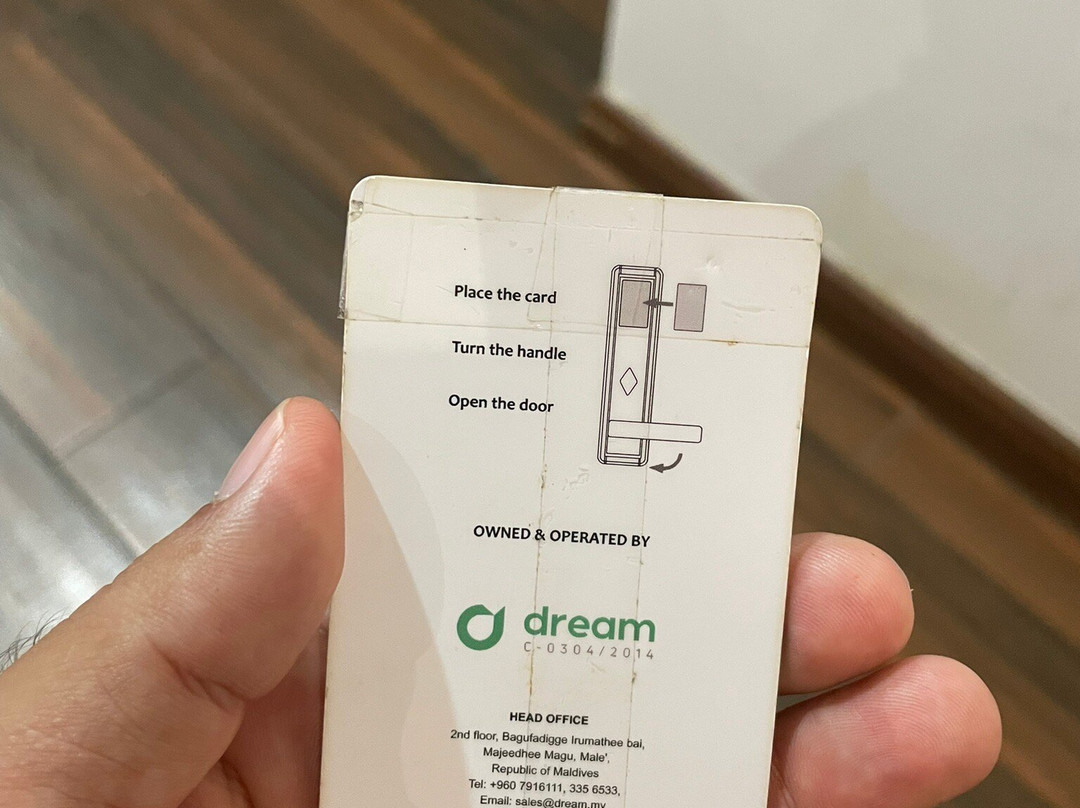 Place the card
Turn the handle
Open the door
OWNED & OPERATED BY
dream
C-0304/2014
HEAD OFFICE
2nd floor, Bagufadigge Irumathee bai,
Majeedhee Magu, Male',
Republic of Maldives
Tel: +960 7916111, 335 6533,
Email: sales@dream.mv